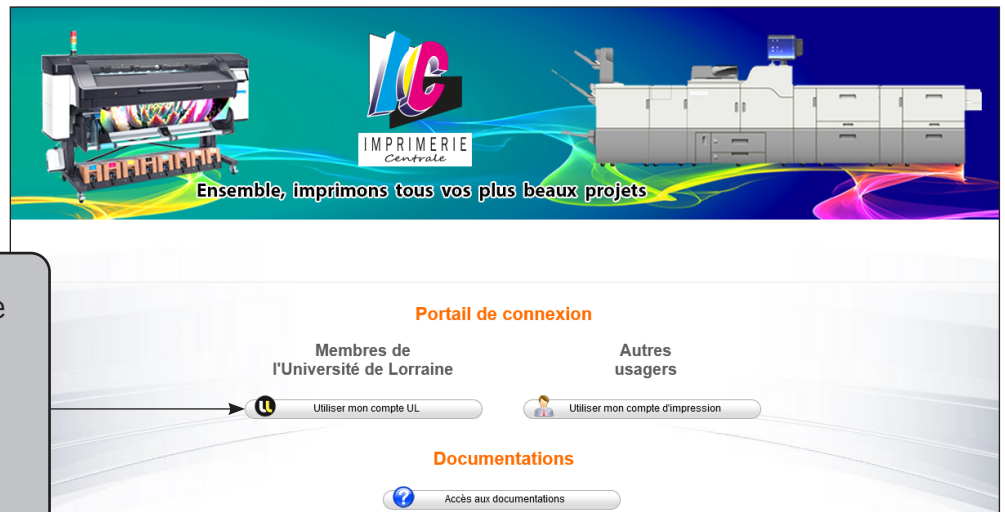 IMPRIMERIE
Centrale
Ensemble, imprimons tous vos plus beaux projets
e
Portail de connexion
Membres de
l'Université de Lorraine
Autres
usagers
Utiliser mon compte UL
Utiliser mon compte d'impression
Documentations
Accès aux documentations